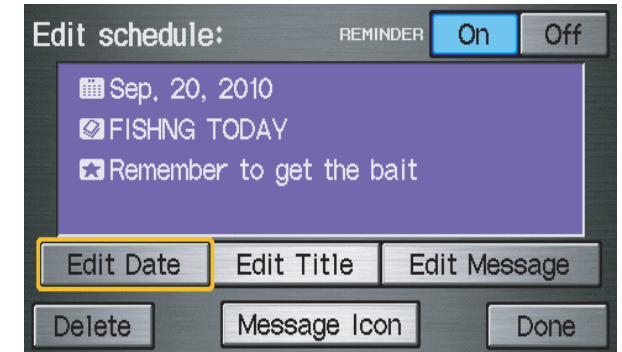 Edit schedule: REMINDER On Off
Sep. 20, 2010
FISHNG TODAY
Remember to get the bait
Edit Date Edit Title Edit Message
Delete Message Icon Done